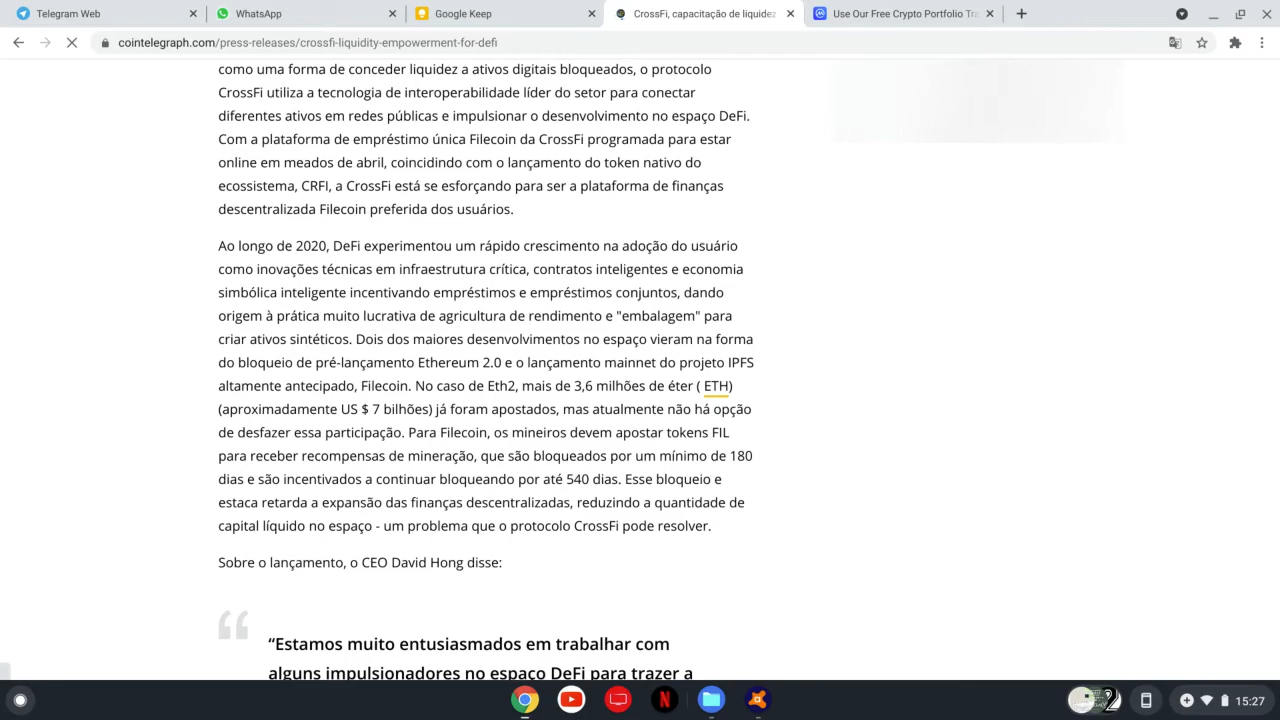 Telegram Web
WhatsApp
Google Keep
CrossFi, capacitação de liquidez
Use Our Free Crypto Portfolio Tra
cointelegraph.com/press-releases/crossfi-liquidity-empowerment-for-defi
como uma forma de conceder liquidez a ativos digitais bloqueados, o protocolo
CrossFi utiliza a tecnologia de interoperabilidade líder do setor para conectar
diferentes ativos em redes públicas e impulsionar o desenvolvimento no espaço DeFi.
Com a plataforma de empréstimo única Filecoin da CrossFi programada para estar
online em meados de abril, coincidindo com o lançamento do token nativo do
ecossistema, CRFI, a CrossFi está se esforçando para ser a plataforma de finanças
descentralizada Filecoin preferida dos usuários.
Ao longo de 2020, DeFi experimentou um rápido crescimento na adoção do usuário
como inovações técnicas em infraestrutura crítica, contratos inteligentes e economia
simbólica inteligente incentivando empréstimos e empréstimos conjuntos, dando
origem à prática muito lucrativa de agricultura de rendimento e "embalagem" para
criar ativos sintéticos. Dois dos maiores desenvolvimentos no espaço vieram na forma
do bloqueio de pré-lançamento Ethereum 2.0 e o lançamento mainnet do projeto IPFS
altamente antecipado, Filecoin. No caso de Eth2, mais de 3,6 milhões de éter ( ETH)
(aproximadamente US $ 7 bilhões) já foram apostados, mas atualmente não há opção
de desfazer essa participação. Para Filecoin, os mineiros devem apostar tokens FIL
para receber recompensas de mineração, que são bloqueados por um mínimo de 180
dias e são incentivados a continuar bloqueando por até 540 dias. Esse bloqueio e
estaca retarda a expansão das finanças descentralizadas, reduzindo a quantidade de
capital líquido no espaço - um problema que o protocolo CrossFi pode resolver.
Sobre o lançamento, o CEO David Hong disse:
“Estamos muito entusiasmados em trabalhar com
alguns impulsionadores no espaço DeFi para trazer a
N
2
15:27